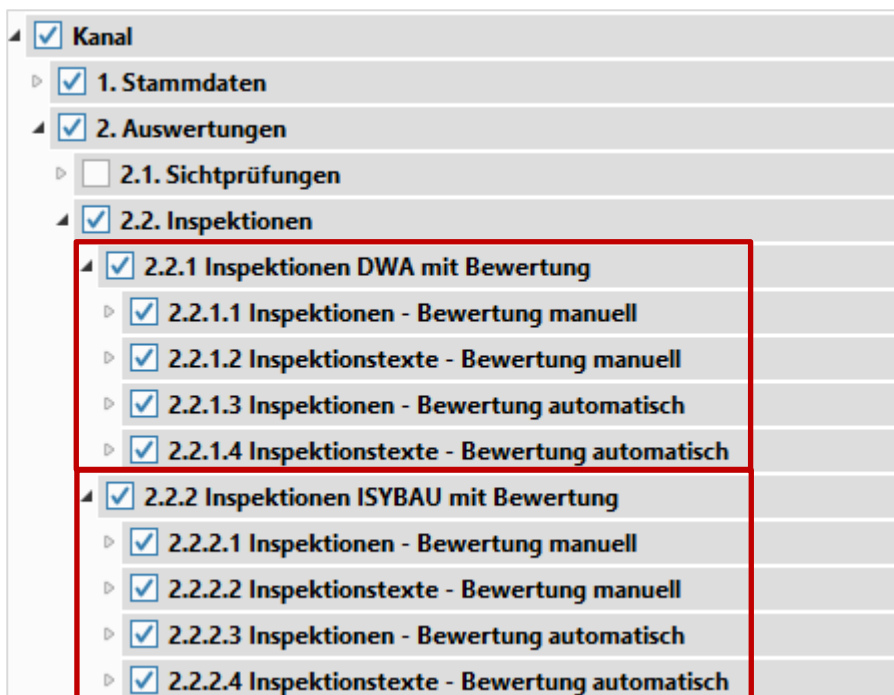 Kanal
1. Stammdaten
2. Auswertungen
2.1. Sichtprüfungen
2.2. Inspektionen
2.2.1 Inspektionen DWA mit Bewertung
2.2.1.1 Inspektionen - Bewertung manuell
2.2.1.2 Inspektionstexte - Bewertung manuell
2.2.1.3 Inspektionen - Bewertung automatisch
2.2.1.4 Inspektionstexte - Bewertung automatisch
2.2.2 Inspektionen ISYBAU mit Bewertung
2.2.2.1 Inspektionen - Bewertung manuell
2.2.2.2 Inspektionstexte - Bewertung manuell
2.2.2.3 Inspektionen - Bewertung automatisch
2.2.2.4 Inspektionstexte - Bewertung automatisch